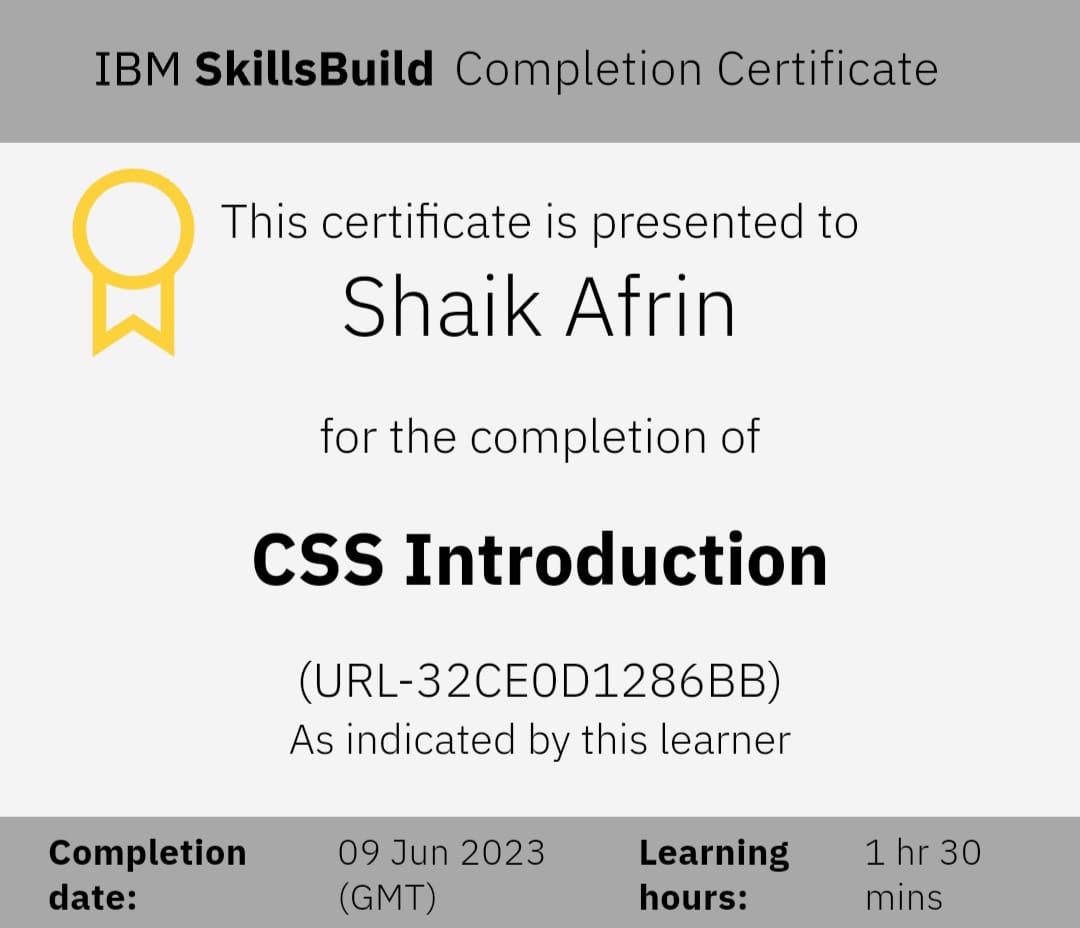 IBM SkillsBuild Completion Certificate
This certificate is presented to
Shaik Afrin
for the completion of
CSS Introduction
(URL-32CE0D1286BB)
As indicated by this learner
Completion date:
09 Jun 2023 (GMT)
Learning hours:
1 hr 30 mins